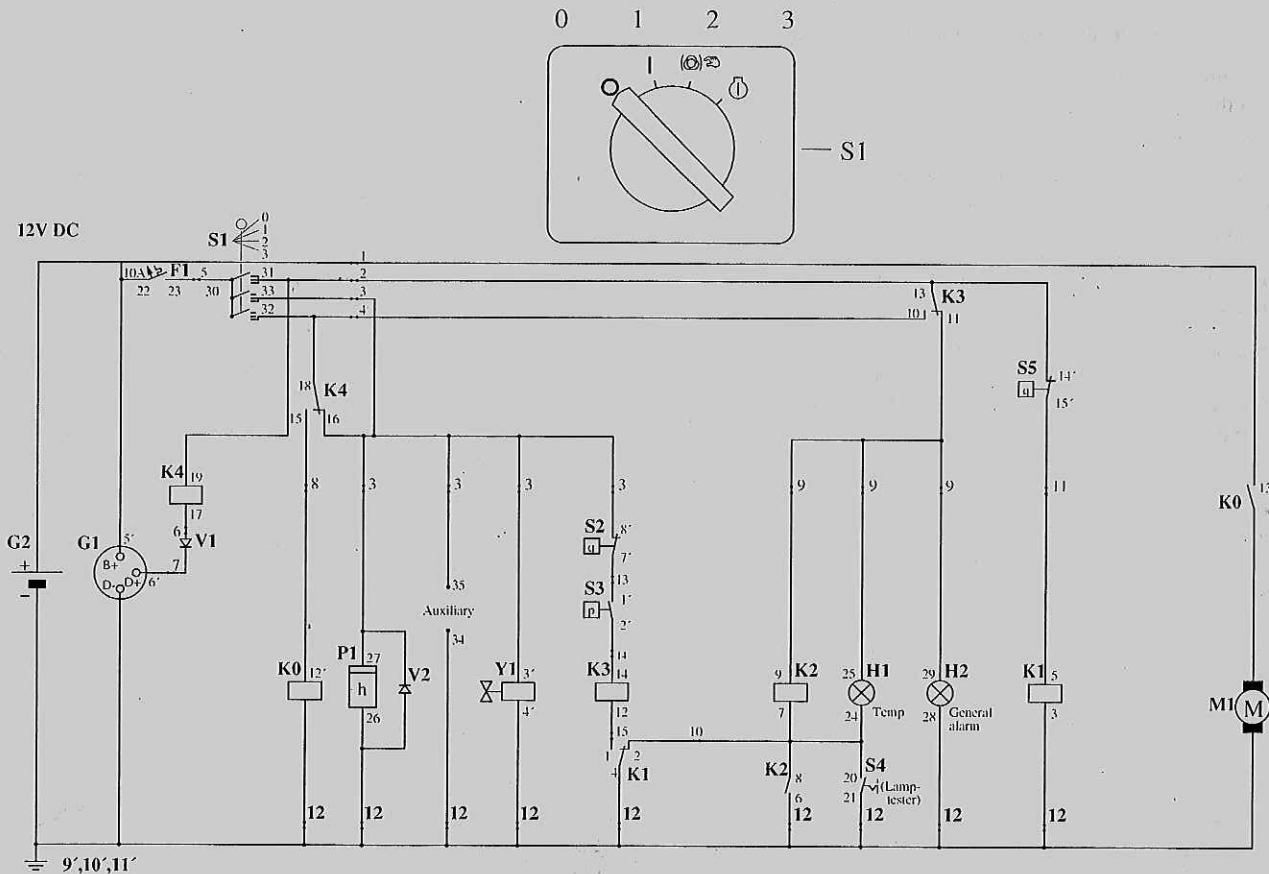 0 1 2 3
S1
12V DC
S1
0
1
2
3
10A F1 5 31 1
22 23 30 33 2
32 3
4
13 K3
10 11
18 K4
15 16
S5 14´
15´
K4 19
17
6 V1
7
8 3 3´ 3 3 9 9 9 11
K0 13
G2
+
-
G1 5´
B+
D- D+ 6´
S2 8´
7´
13
S3 1´
p 2´
14
35
Auxiliary
34
K0 12´
P1 27
h
26
V2
Y1 3´
4´
K3 14
12
15
9 K2
7
25 H1
24 Temp
29 H2
28 General
alarm
K1 5
3
M1 M
1 2 10
4 K1
K2 8
6
S4
20
21 (Lamp-
tester)
12 12 12 12 12 12 12 12 12
9´,10´,11´